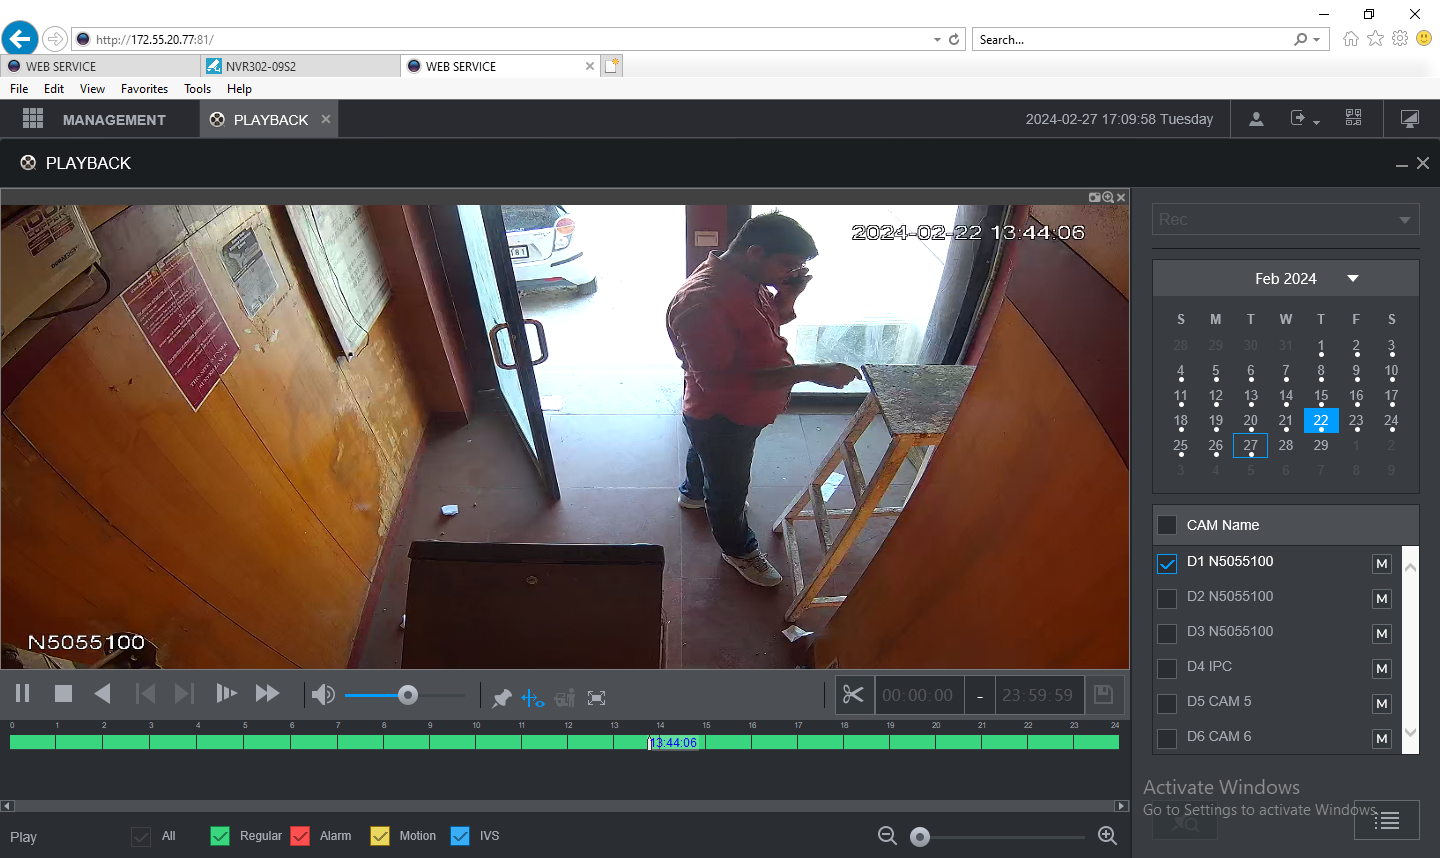 http://172.55.20.77:81/
Search...
WEB SERVICE
NVR302-09S2
WEB SERVICE
File Edit View Favorites Tools Help
MANAGEMENT
PLAYBACK
2024-02-27 17:09:58 Tuesday
PLAYBACK
2024-02-22 13:44:06
N5055100
Rec
Feb 2024
S M T W T F S
28 29 30 31 1 2 3
4 5 6 7 8 9 10
11 12 13 14 15 16 17
18 19 20 21 22 23 24
25 26 27 28 29 1 2
3 4 5 6 7 8 9
CAM Name
D1 N5055100 M
D2 N5055100 M
D3 N5055100 M
D4 IPC M
D5 CAM 5 M
D6 CAM 6 M
00:00:00 - 23:59:59
0 1 2 3 4 5 6 7 8 9 10 11 12 13 14 15 16 17 18 19 20 21 22 23 24
13:44:06
Activate Windows
Go to Settings to activate Windows.
Play
All Regular Alarm Motion IVS